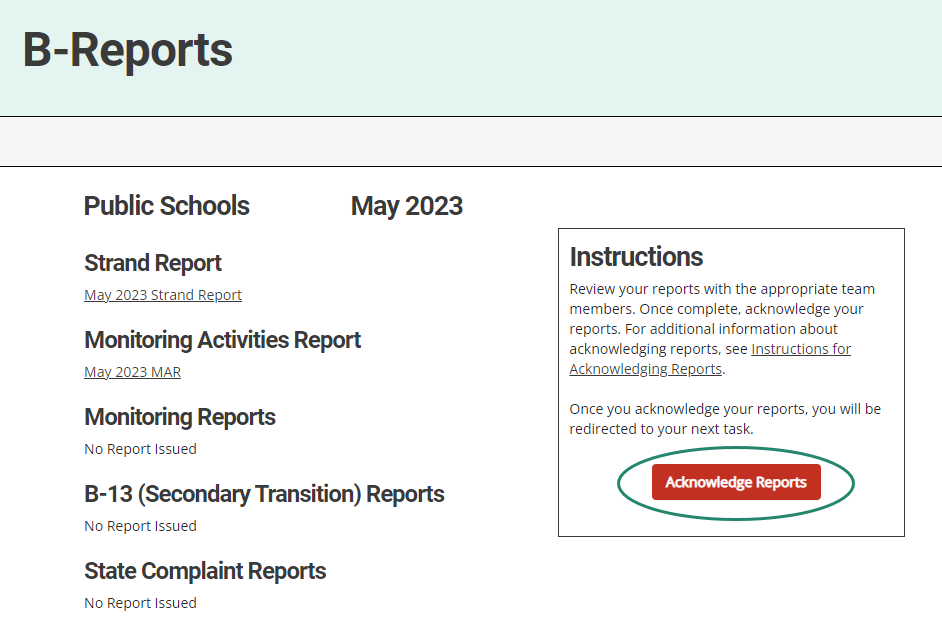 B-Reports
Public Schools
May 2023
Strand Report
May 2023 Strand Report
Monitoring Activities Report
May 2023 MAR
Monitoring Reports
No Report Issued
B-13 (Secondary Transition) Reports
No Report Issued
State Complaint Reports
No Report Issued
Instructions
Review your reports with the appropriate team
members. Once complete, acknowledge your
reports. For additional information about
acknowledging reports, see Instructions for
Acknowledging Reports.
Once you acknowledge your reports, you will be
redirected to your next task.
Acknowledge Reports